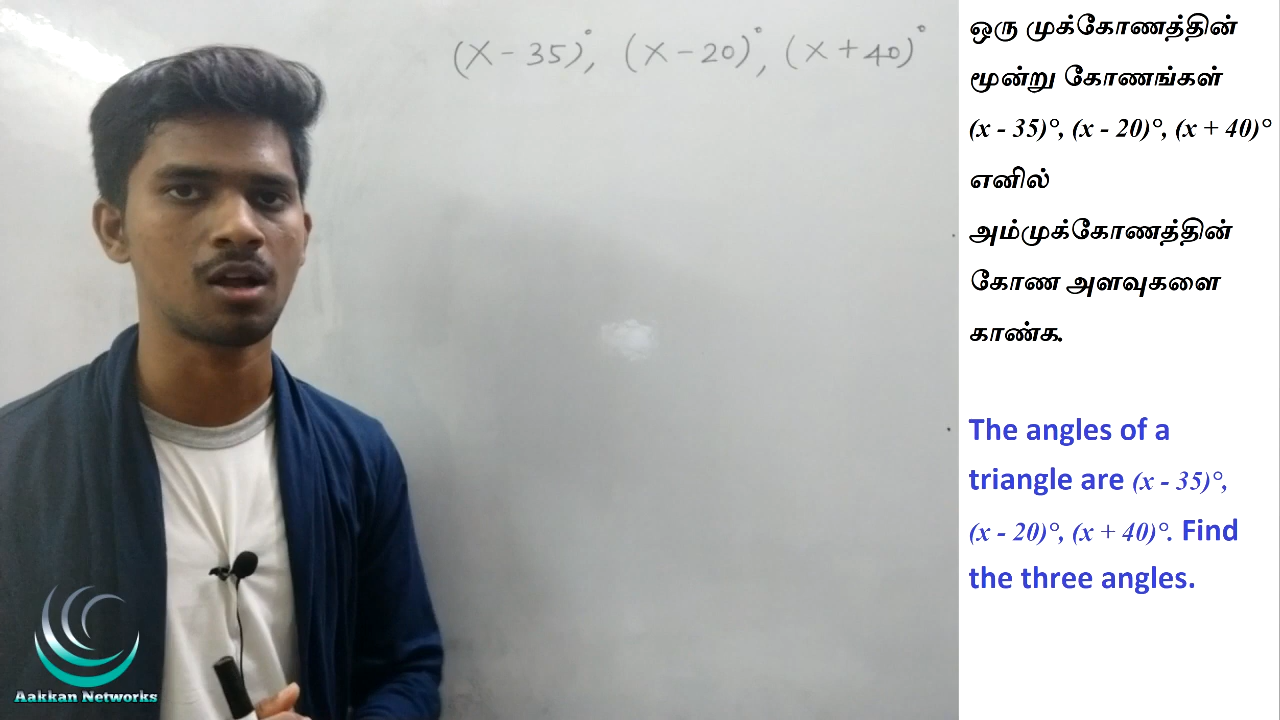 (x - 35)°, (x - 20)°, (x + 40)°
ஒரு முக்கோணத்தின்
மூன்று கோணங்கள்
(x - 35)°, (x - 20)°, (x + 40)°
எனில்
அம்முக்கோணத்தின்
கோண அளவுகளை
காண்க.
The angles of a
triangle are (x - 35)°,
(x - 20)°, (x + 40)°. Find
the three angles.
Aakkan Networks